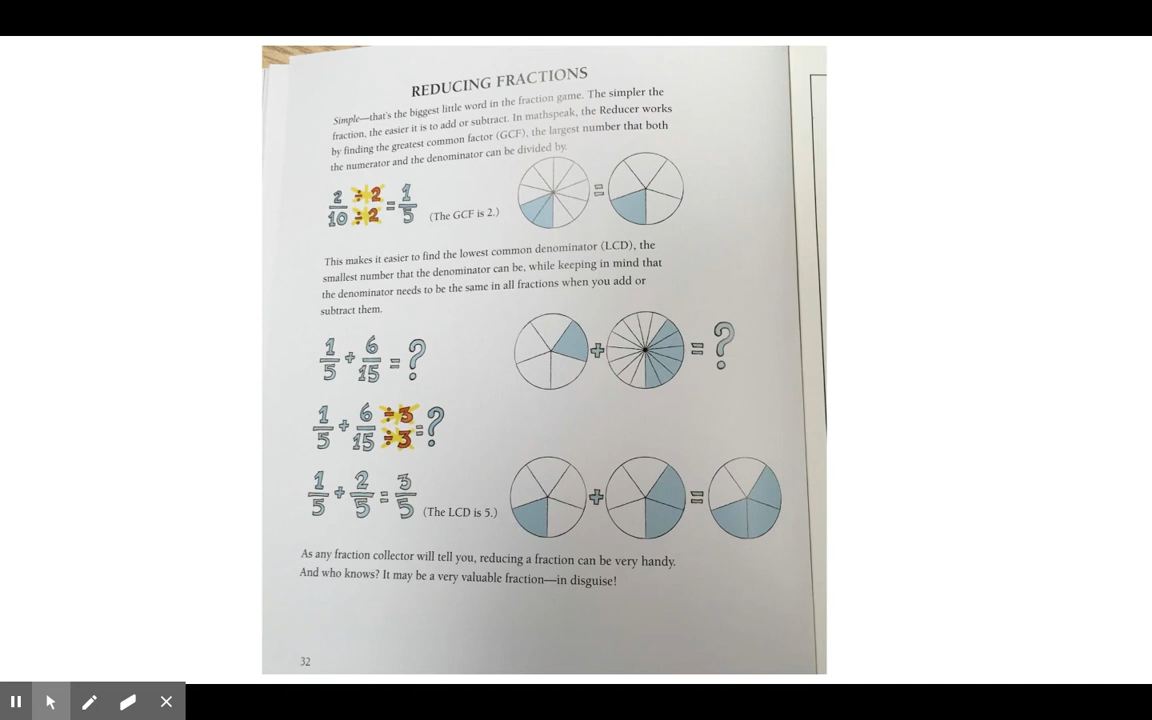 REDUCING FRACTIONS
Simple—that's the biggest little word in the fraction game. The simpler the
fraction, the easier it is to add or subtract. In mathspeak, the Reducer works
by finding the greatest common factor (GCF), the largest number that both
the numerator and the denominator can be divided by.
2/10 ÷2/÷2 = 1/5 (The GCF is 2.) =
This makes it easier to find the lowest common denominator (LCD), the
smallest number that the denominator can be, while keeping in mind that
the denominator needs to be the same in all fractions when you add or
subtract them.
1/5 + 6/15 = ? + = ?
1/5 + 6/15 ÷3/÷3 = ?
1/5 + 2/5 = 3/5 (The LCD is 5.) + =
As any fraction collector will tell you, reducing a fraction can be very handy.
And who knows? It may be a very valuable fraction—in disguise!
32